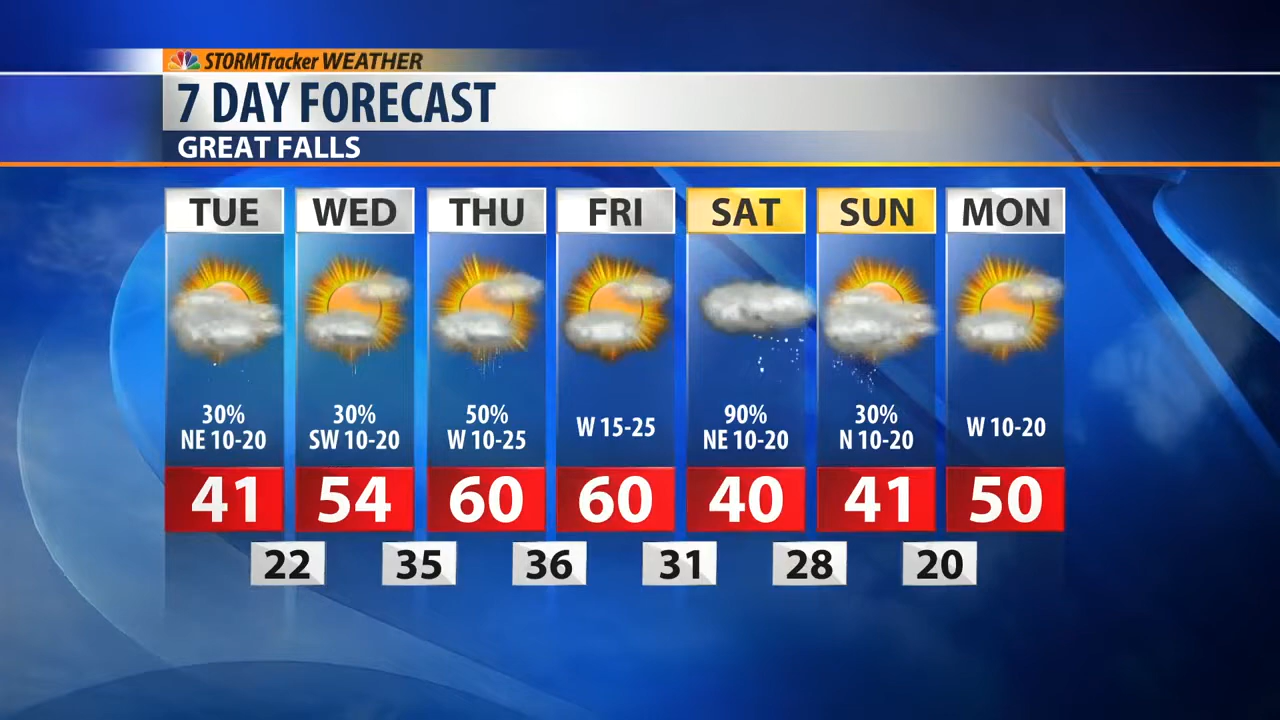 STORMTracker WEATHER
7 DAY FORECAST
GREAT FALLS
TUE WED THU FRI SAT SUN MON
30% 30% 50% 90% 30%
NE 10-20 SW 10-20 W 10-25 W 15-25 NE 10-20 N 10-20 W 10-20
41 54 60 60 40 41 50
22 35 36 31 28 20